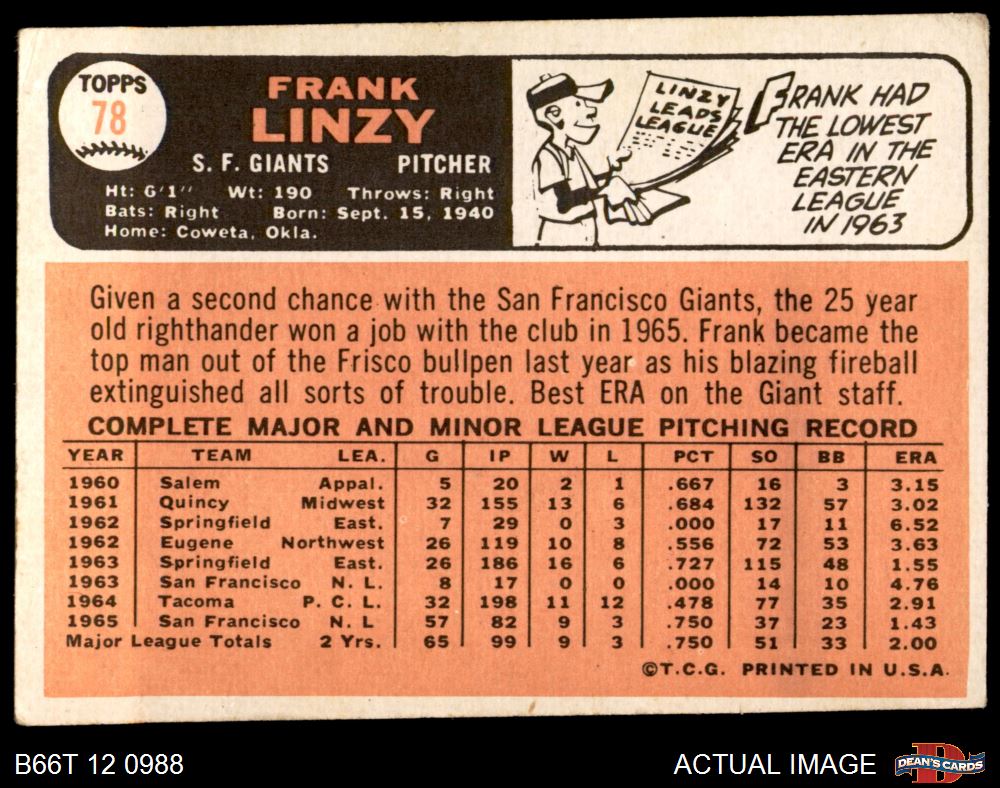 TOPPS
78
FRANK
LINZY
S. F. GIANTS PITCHER
Ht: 6'1" Wt: 190 Throws: Right
Bats: Right Born: Sept. 15, 1940
Home: Coweta, Okla.
LINZY
LEADS
LEAGUE
FRANK HAD
THE LOWEST
ERA IN THE
EASTERN
LEAGUE
IN 1963
Given a second chance with the San Francisco Giants, the 25 year
old righthander won a job with the club in 1965. Frank became the
top man out of the Frisco bullpen last year as his blazing fireball
extinguished all sorts of trouble. Best ERA on the Giant staff.
COMPLETE MAJOR AND MINOR LEAGUE PITCHING RECORD
YEAR TEAM LEA. G IP W L PCT SO BB ERA
1960 Salem Appal. 5 20 2 1 .667 16 3 3.15
1961 Quincy Midwest 32 155 13 6 .684 132 57 3.02
1962 Springfield East. 7 29 0 3 .000 17 11 6.52
1962 Eugene Northwest 26 119 10 8 .556 72 53 3.63
1963 Springfield East. 26 186 16 6 .727 115 48 1.55
1963 San Francisco N. L. 8 17 0 0 .000 14 10 4.76
1964 Tacoma P. C. L. 32 198 11 12 .478 77 35 2.91
1965 San Francisco N. L 57 82 9 3 .750 37 23 1.43
Major League Totals 2 Yrs. 65 99 9 3 .750 51 33 2.00
©T.C.G. PRINTED IN U.S.A.
B66T 12 0988 ACTUAL IMAGE DEAN'S CARDS